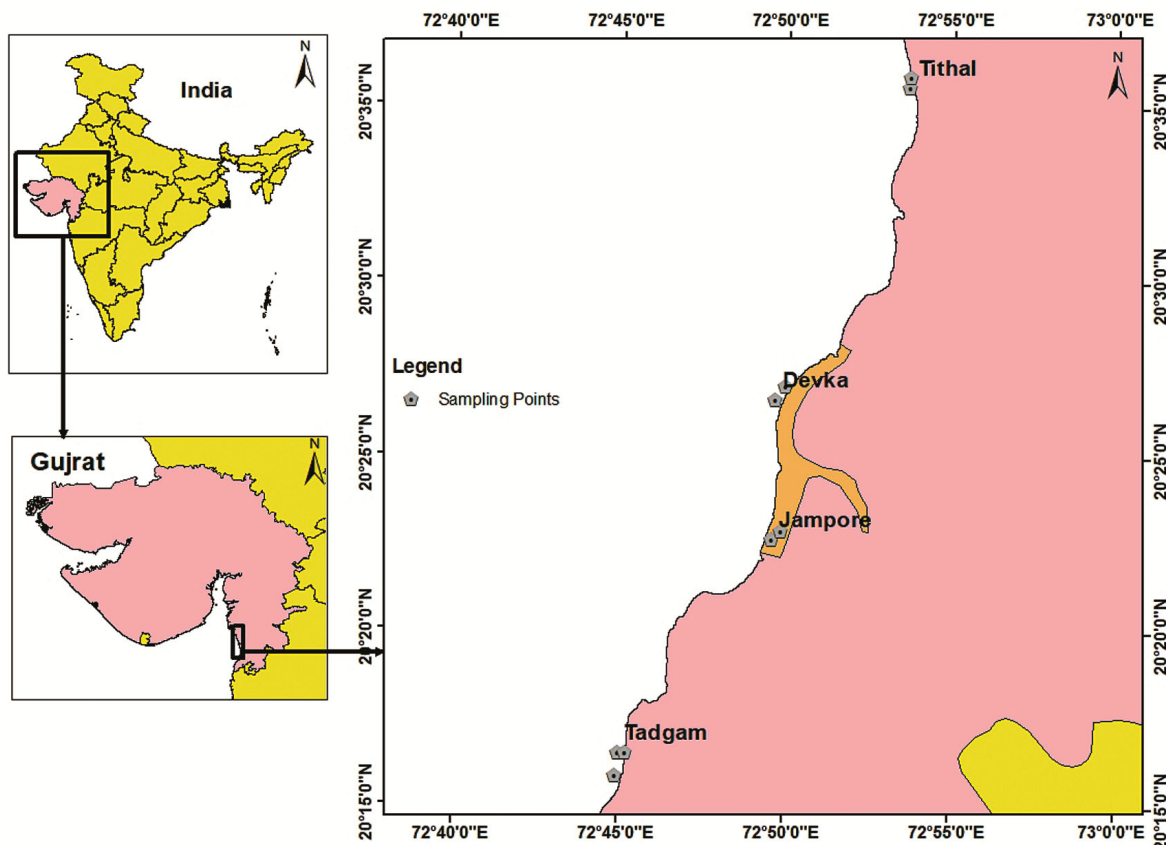 72°40'0"E
72°45'0"E
72°50'0"E
72°55'0"E
73°0'0"E
N
India
N
Tithal
20°35'0"N
20°35'0"N
20°30'0"N
20°30'0"N
Legend
Sampling Points
Devka
Gujrat
N
20°25'0"N
20°25'0"N
Jampore
20°20'0"N
20°20'0"N
Tadgam
20°15'0"N
20°15'0"N
72°40'0"E
72°45'0"E
72°50'0"E
72°55'0"E
73°0'0"E